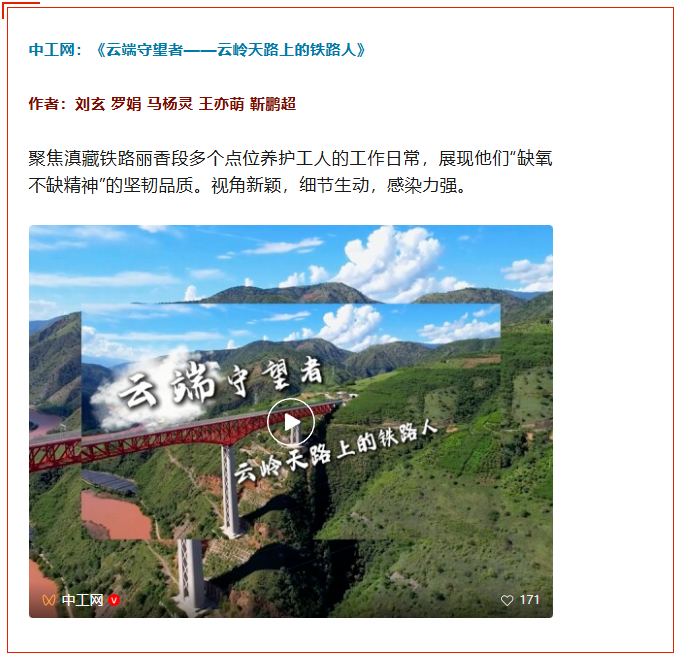 中工网：《云端守望者——云岭天路上的铁路人》
作者：刘玄 罗娟 马杨灵 王亦萌 靳鹏超
聚焦滇藏铁路丽香段多个点位养护工人的工作日常，展现他们“缺氧
不缺精神”的坚韧品质。视角新颖，细节生动，感染力强。
云端守望者
云岭天路上的铁路人
中工网 V
171